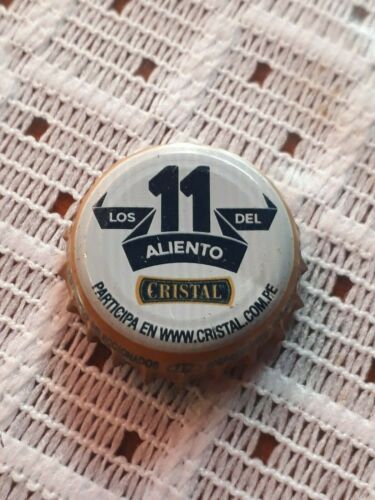 LOS 11 DEL
ALIENTO
CRISTAL
PARTICIPA EN WWW.CRISTAL.COM.PE